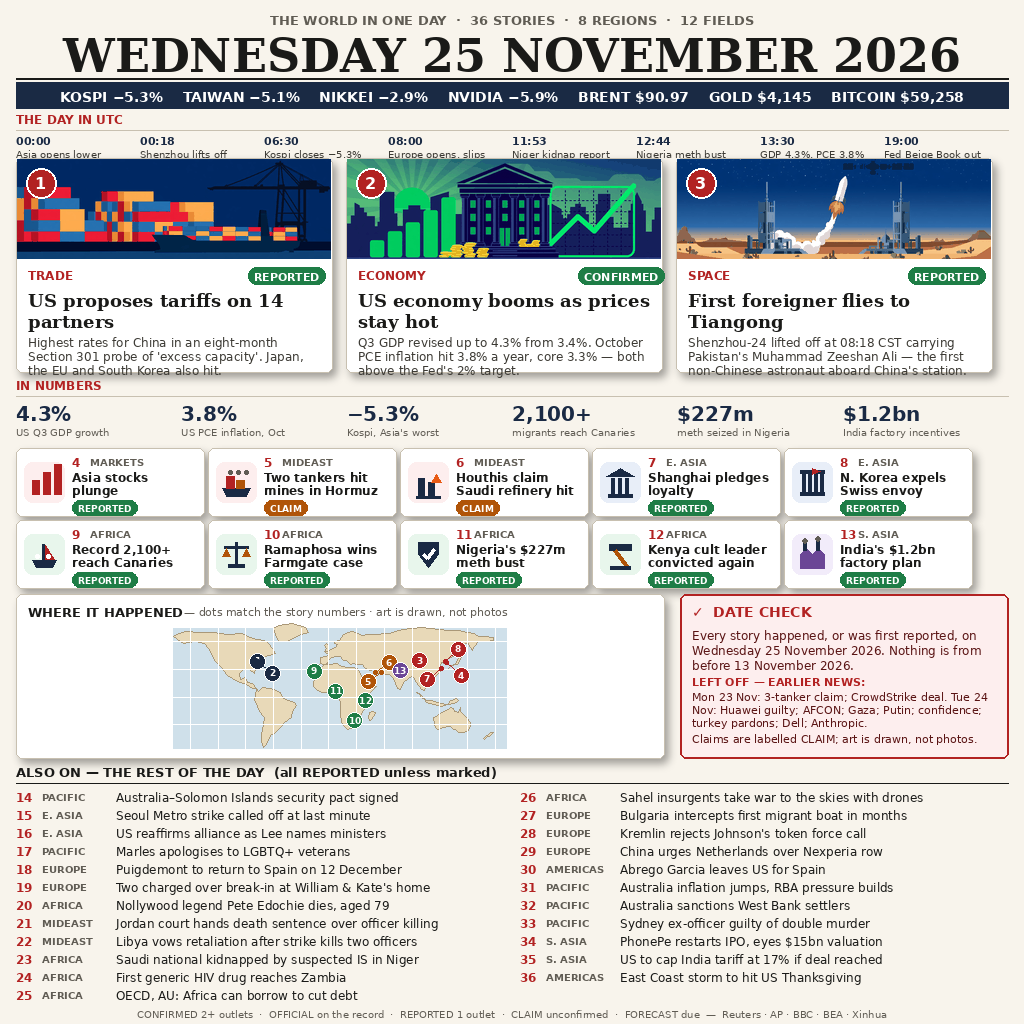 THE WORLD IN ONE DAY · 36 STORIES · 8 REGIONS · 12 FIELDS
WEDNESDAY 25 NOVEMBER 2026
KOSPI −5.3% TAIWAN −5.1% NIKKEI −2.9% NVIDIA −5.9% BRENT $90.97 GOLD $4,145 BITCOIN $59,258
THE DAY IN UTC
00:00 00:18 06:30 08:00 11:53 12:44 13:30 19:00
Asia opens lower Shenzhou lifts off Kospi closes −5.3% Europe opens, slips Niger kidnap report Nigeria meth bust GDP 4.3%, PCE 3.8% Fed Beige Book out
1
TRADE REPORTED
US proposes tariffs on 14
partners
Highest rates for China in an eight-month
Section 301 probe of 'excess capacity'. Japan,
the EU and South Korea also hit.
2
ECONOMY CONFIRMED
US economy booms as prices
stay hot
Q3 GDP revised up to 4.3% from 3.4%. October
PCE inflation hit 3.8% a year, core 3.3% — both
above the Fed's 2% target.
3
SPACE REPORTED
First foreigner flies to
Tiangong
Shenzhou-24 lifted off at 08:18 CST carrying
Pakistan's Muhammad Zeeshan Ali — the first
non-Chinese astronaut aboard China's station.
IN NUMBERS
4.3% 3.8% −5.3% 2,100+ $227m $1.2bn
US Q3 GDP growth US PCE inflation, Oct Kospi, Asia's worst migrants reach Canaries meth seized in Nigeria India factory incentives
4 MARKETS
Asia stocks
plunge
REPORTED
5 MIDEAST
Two tankers hit
mines in Hormuz
CLAIM
6 MIDEAST
Houthis claim
Saudi refinery hit
CLAIM
7 E. ASIA
Shanghai pledges
loyalty
REPORTED
8 E. ASIA
N. Korea expels
Swiss envoy
REPORTED
9 AFRICA
Record 2,100+
reach Canaries
REPORTED
10 AFRICA
Ramaphosa wins
Farmgate case
REPORTED
11 AFRICA
Nigeria's $227m
meth bust
REPORTED
12 AFRICA
Kenya cult leader
convicted again
REPORTED
13 S. ASIA
India's $1.2bn
factory plan
REPORTED
WHERE IT HAPPENED — dots match the story numbers · art is drawn, not photos
2 9 11 10 12 5 6 13 3 7 4 8
✓ DATE CHECK
Every story happened, or was first reported, on
Wednesday 25 November 2026. Nothing is from
before 13 November 2026.
LEFT OFF — EARLIER NEWS:
Mon 23 Nov: 3-tanker claim; CrowdStrike deal. Tue 24
Nov: Huawei guilty; AFCON; Gaza; Putin; confidence;
turkey pardons; Dell; Anthropic.
Claims are labelled CLAIM; art is drawn, not photos.
ALSO ON — THE REST OF THE DAY (all REPORTED unless marked)
14 PACIFIC Australia–Solomon Islands security pact signed
15 E. ASIA Seoul Metro strike called off at last minute
16 E. ASIA US reaffirms alliance as Lee names ministers
17 PACIFIC Marles apologises to LGBTQ+ veterans
18 EUROPE Puigdemont to return to Spain on 12 December
19 EUROPE Two charged over break-in at William & Kate's home
20 AFRICA Nollywood legend Pete Edochie dies, aged 79
21 MIDEAST Jordan court hands death sentence over officer killing
22 MIDEAST Libya vows retaliation after strike kills two officers
23 AFRICA Saudi national kidnapped by suspected IS in Niger
24 AFRICA First generic HIV drug reaches Zambia
25 AFRICA OECD, AU: Africa can borrow to cut debt
26 AFRICA Sahel insurgents take war to the skies with drones
27 EUROPE Bulgaria intercepts first migrant boat in months
28 EUROPE Kremlin rejects Johnson's token force call
29 EUROPE China urges Netherlands over Nexperia row
30 AMERICAS Abrego Garcia leaves US for Spain
31 PACIFIC Australia inflation jumps, RBA pressure builds
32 PACIFIC Australia sanctions West Bank settlers
33 PACIFIC Sydney ex-officer guilty of double murder
34 S. ASIA PhonePe restarts IPO, eyes $15bn valuation
35 S. ASIA US to cap India tariff at 17% if deal reached
36 AMERICAS East Coast storm to hit US Thanksgiving
CONFIRMED 2+ outlets · OFFICIAL on the record · REPORTED 1 outlet · CLAIM unconfirmed · FORECAST due — Reuters · AP · BBC · BEA · Xinhua